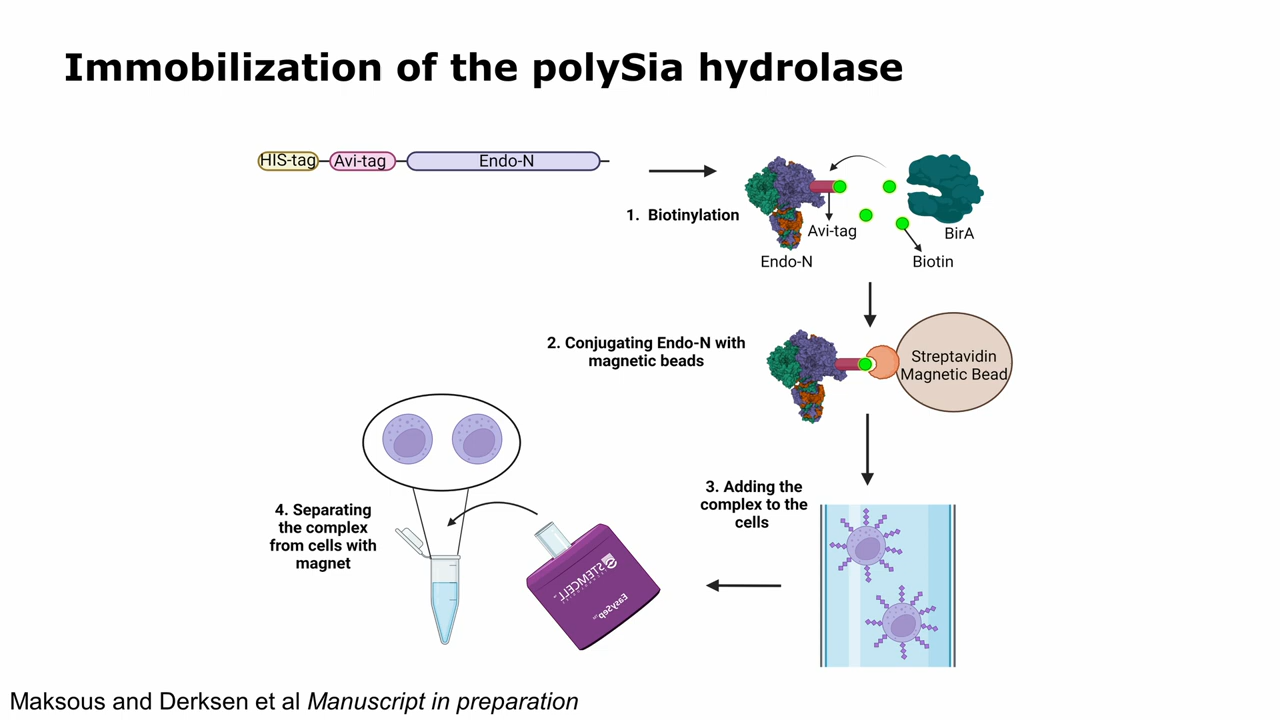 Immobilization of the polySia hydrolase
HIS-tag
Avi-tag
Endo-N
1. Biotinylation
Avi-tag
BirA
Endo-N
Biotin
2. Conjugating Endo-N with
magnetic beads
Streptavidin
Magnetic Bead
3. Adding the
complex to the
cells
4. Separating
the complex
from cells with
magnet
STEMCELL
EasySep™
Maksous and Derksen et al Manuscript in preparation